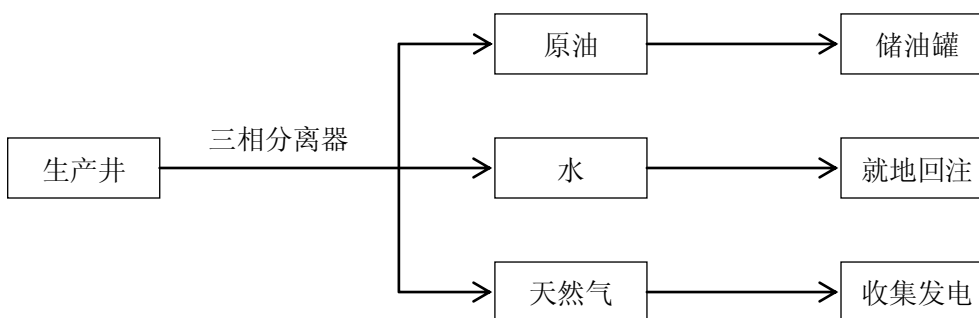 原油
储油罐
三相分离器
生产井
水
就地回注
天然气
收集发电